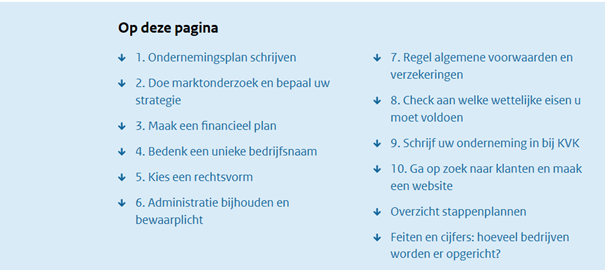 Op deze pagina
1. Ondernemingsplan schrijven
2. Doe marktonderzoek en bepaal uw
strategie
3. Maak een financieel plan
4. Bedenk een unieke bedrijfsnaam
5. Kies een rechtsvorm
6. Administratie bijhouden en
bewaarplicht
7. Regel algemene voorwaarden en
verzekeringen
8. Check aan welke wettelijke eisen u
moet voldoen
9. Schrijf uw onderneming in bij KVK
10. Ga op zoek naar klanten en maak
een website
Overzicht stappenplannen
Feiten en cijfers: hoeveel bedrijven
worden er opgericht?